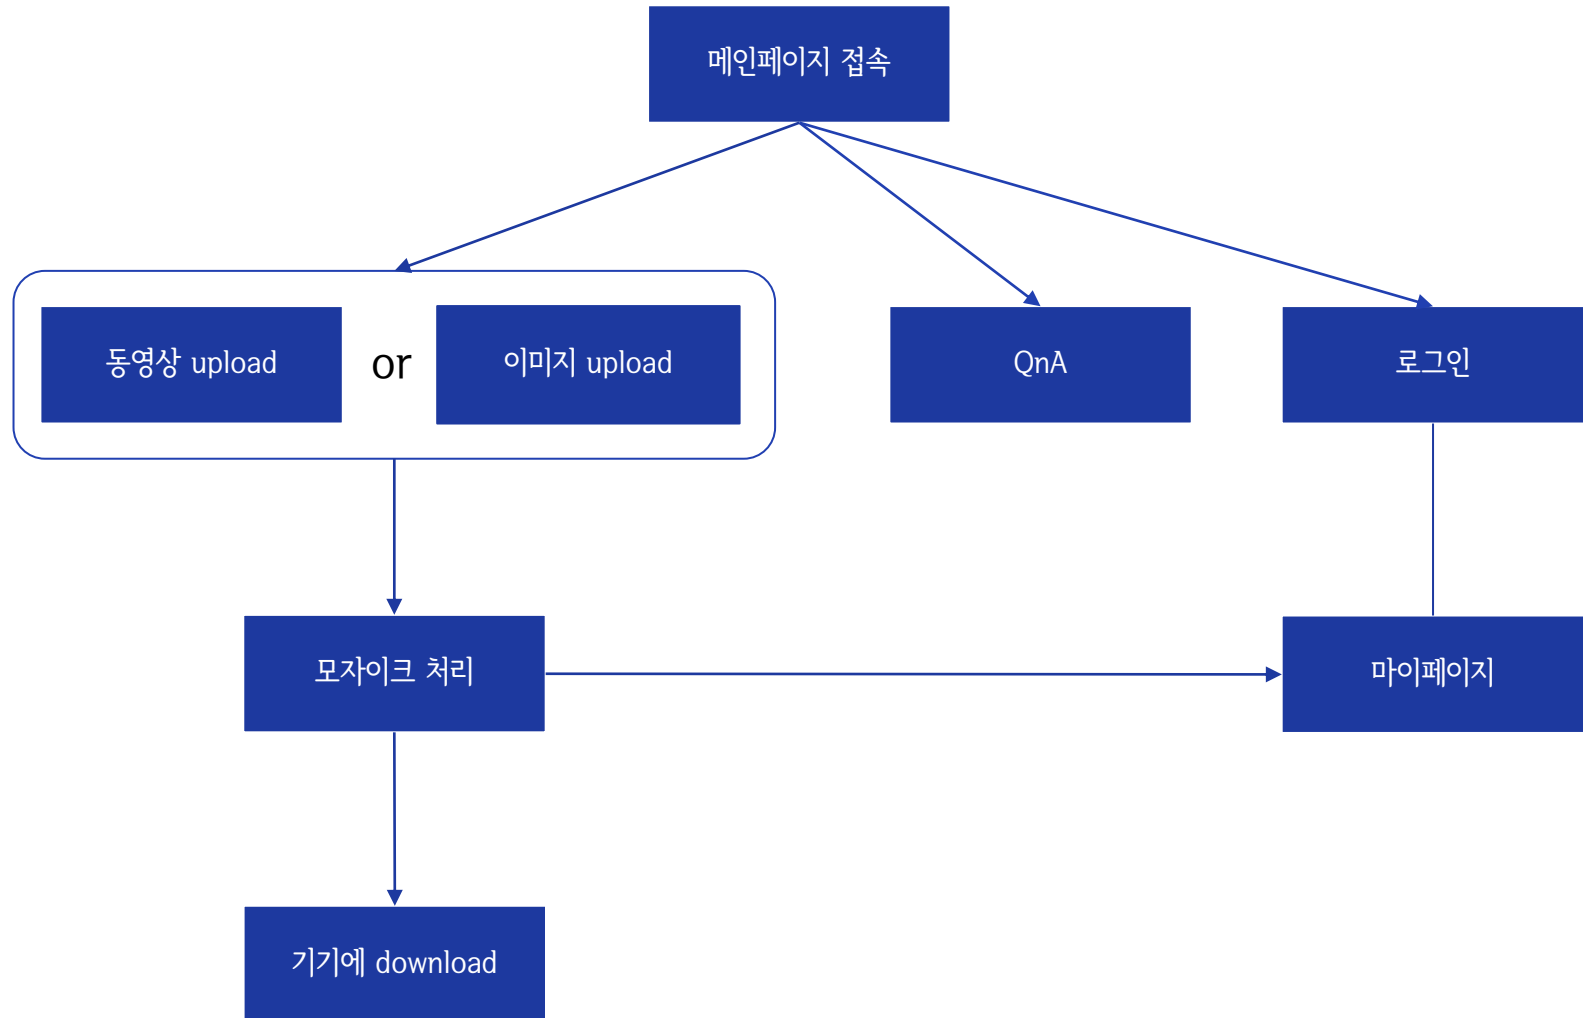 메인페이지 접속
동영상 upload
or
이미지 upload
QnA
로그인
모자이크 처리
마이페이지
기기에 download